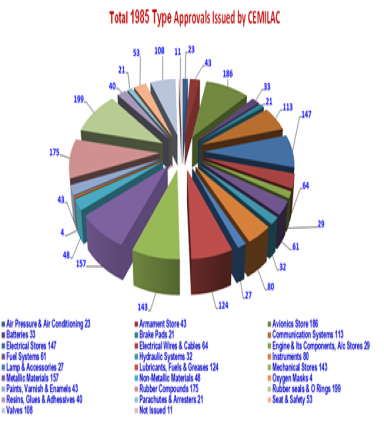 Total 1985 Type Approvals Issued by CEMILAC
11
23
108
43
53
186
21
33
40
21
199
113
147
175
64
43
29
4
61
48
32
157
80
27
143
124
Air Pressure & Air Conditioning 23
Armament Store 43
Avionics Store 186
Batteries 33
Brake Pads 21
Communication Systems 113
Electrical Stores 147
Electrical Wires & Cables 64
Engine & Its Components, A/c Stores 29
Fuel Systems 61
Hydraulic Systems 32
Instruments 80
Lamp & Accessories 27
Lubricants, Fuels & Greases 124
Mechanical Stores 143
Metallic Materials 157
Non-Metallic Materials 48
Oxygen Masks 4
Paints, Varnish & Enamels 43
Rubber Compounds 175
Rubber seals & O Rings 199
Resins, Glues & Adhessives 40
Parachutes & Arresters 21
Seat & Safety 53
Valves 108
Not Issued 11